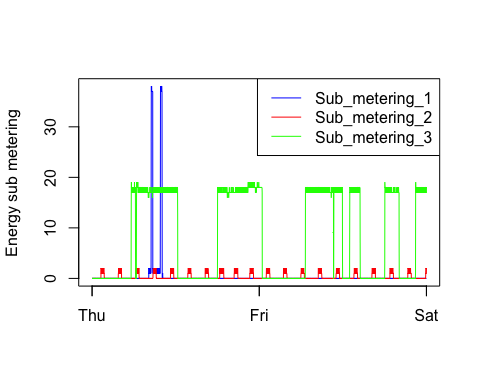 Sub_metering_1
Sub_metering_2
Sub_metering_3
Energy sub metering
30
20
10
0
Thu Fri Sat